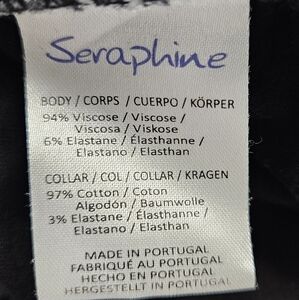 Seraphine
BODY / CORPS / CUERPO / KÖRPER
94% Viscose / Viscose /
Viscosa / Viskose
6% Elastane / Élasthanne /
Elastano / Elasthan
COLLAR / COL / COLLAR / KRAGEN
97% Cotton / Coton
Algodón / Baumwolle
3% Elastane / Élasthanne /
Elastano / Elasthan
MADE IN PORTUGAL
FABRIQUÉ AU PORTUGAL
HECHO EN PORTUGAL
HERGESTELLT IN PORTUGAL